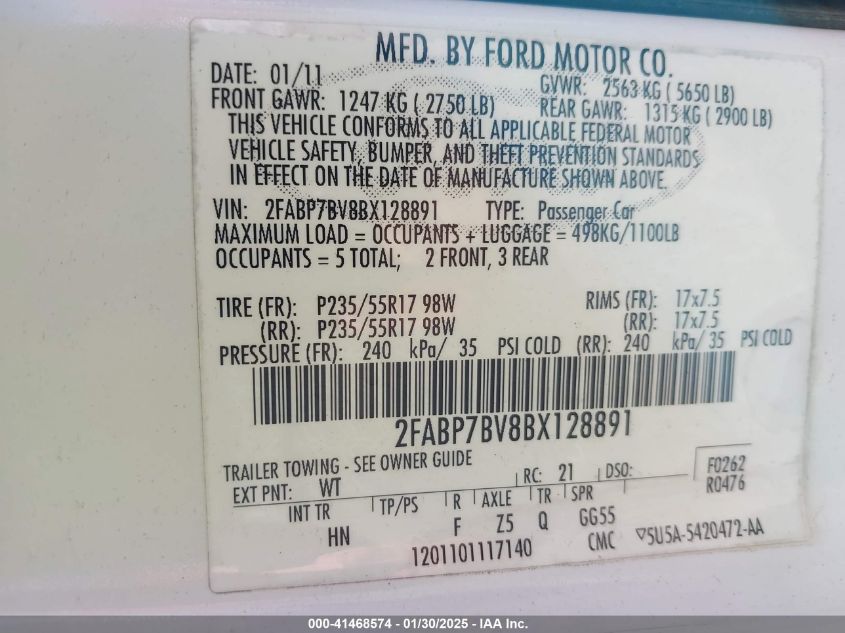 MFD. BY FORD MOTOR CO.
DATE: 01/11 GVWR: 2563 KG ( 5650 LB)
FRONT GAWR: 1247 KG ( 2750 LB) REAR GAWR: 1315 KG ( 2900 LB)
THIS VEHICLE CONFORMS TO ALL APPLICABLE FEDERAL MOTOR
VEHICLE SAFETY, BUMPER, AND THEFT PREVENTION STANDARDS
IN EFFECT ON THE DATE OF MANUFACTURE SHOWN ABOVE.
VIN: 2FABP7BV8BX128891 TYPE: Passenger Car
MAXIMUM LOAD = OCCUPANTS + LUGGAGE = 498KG/1100LB
OCCUPANTS = 5 TOTAL; 2 FRONT, 3 REAR
TIRE (FR): P235/55R17 98W RIMS (FR): 17x7.5
(RR): P235/55R17 98W (RR): 17x7.5
PRESSURE (FR): 240 kPa/ 35 PSI COLD (RR): 240 kPa/ 35 PSI COLD
2FABP7BV8BX128891
TRAILER TOWING - SEE OWNER GUIDE
EXT PNT: WT RC: 21 DSO: F0262
R0476
INT TR TP/PS R AXLE TR SPR
HN F Z5 Q GG55
1201101117140 CMC ▽5U5A-5420472-AA
000-41468574 - 01/30/2025 - IAA Inc.